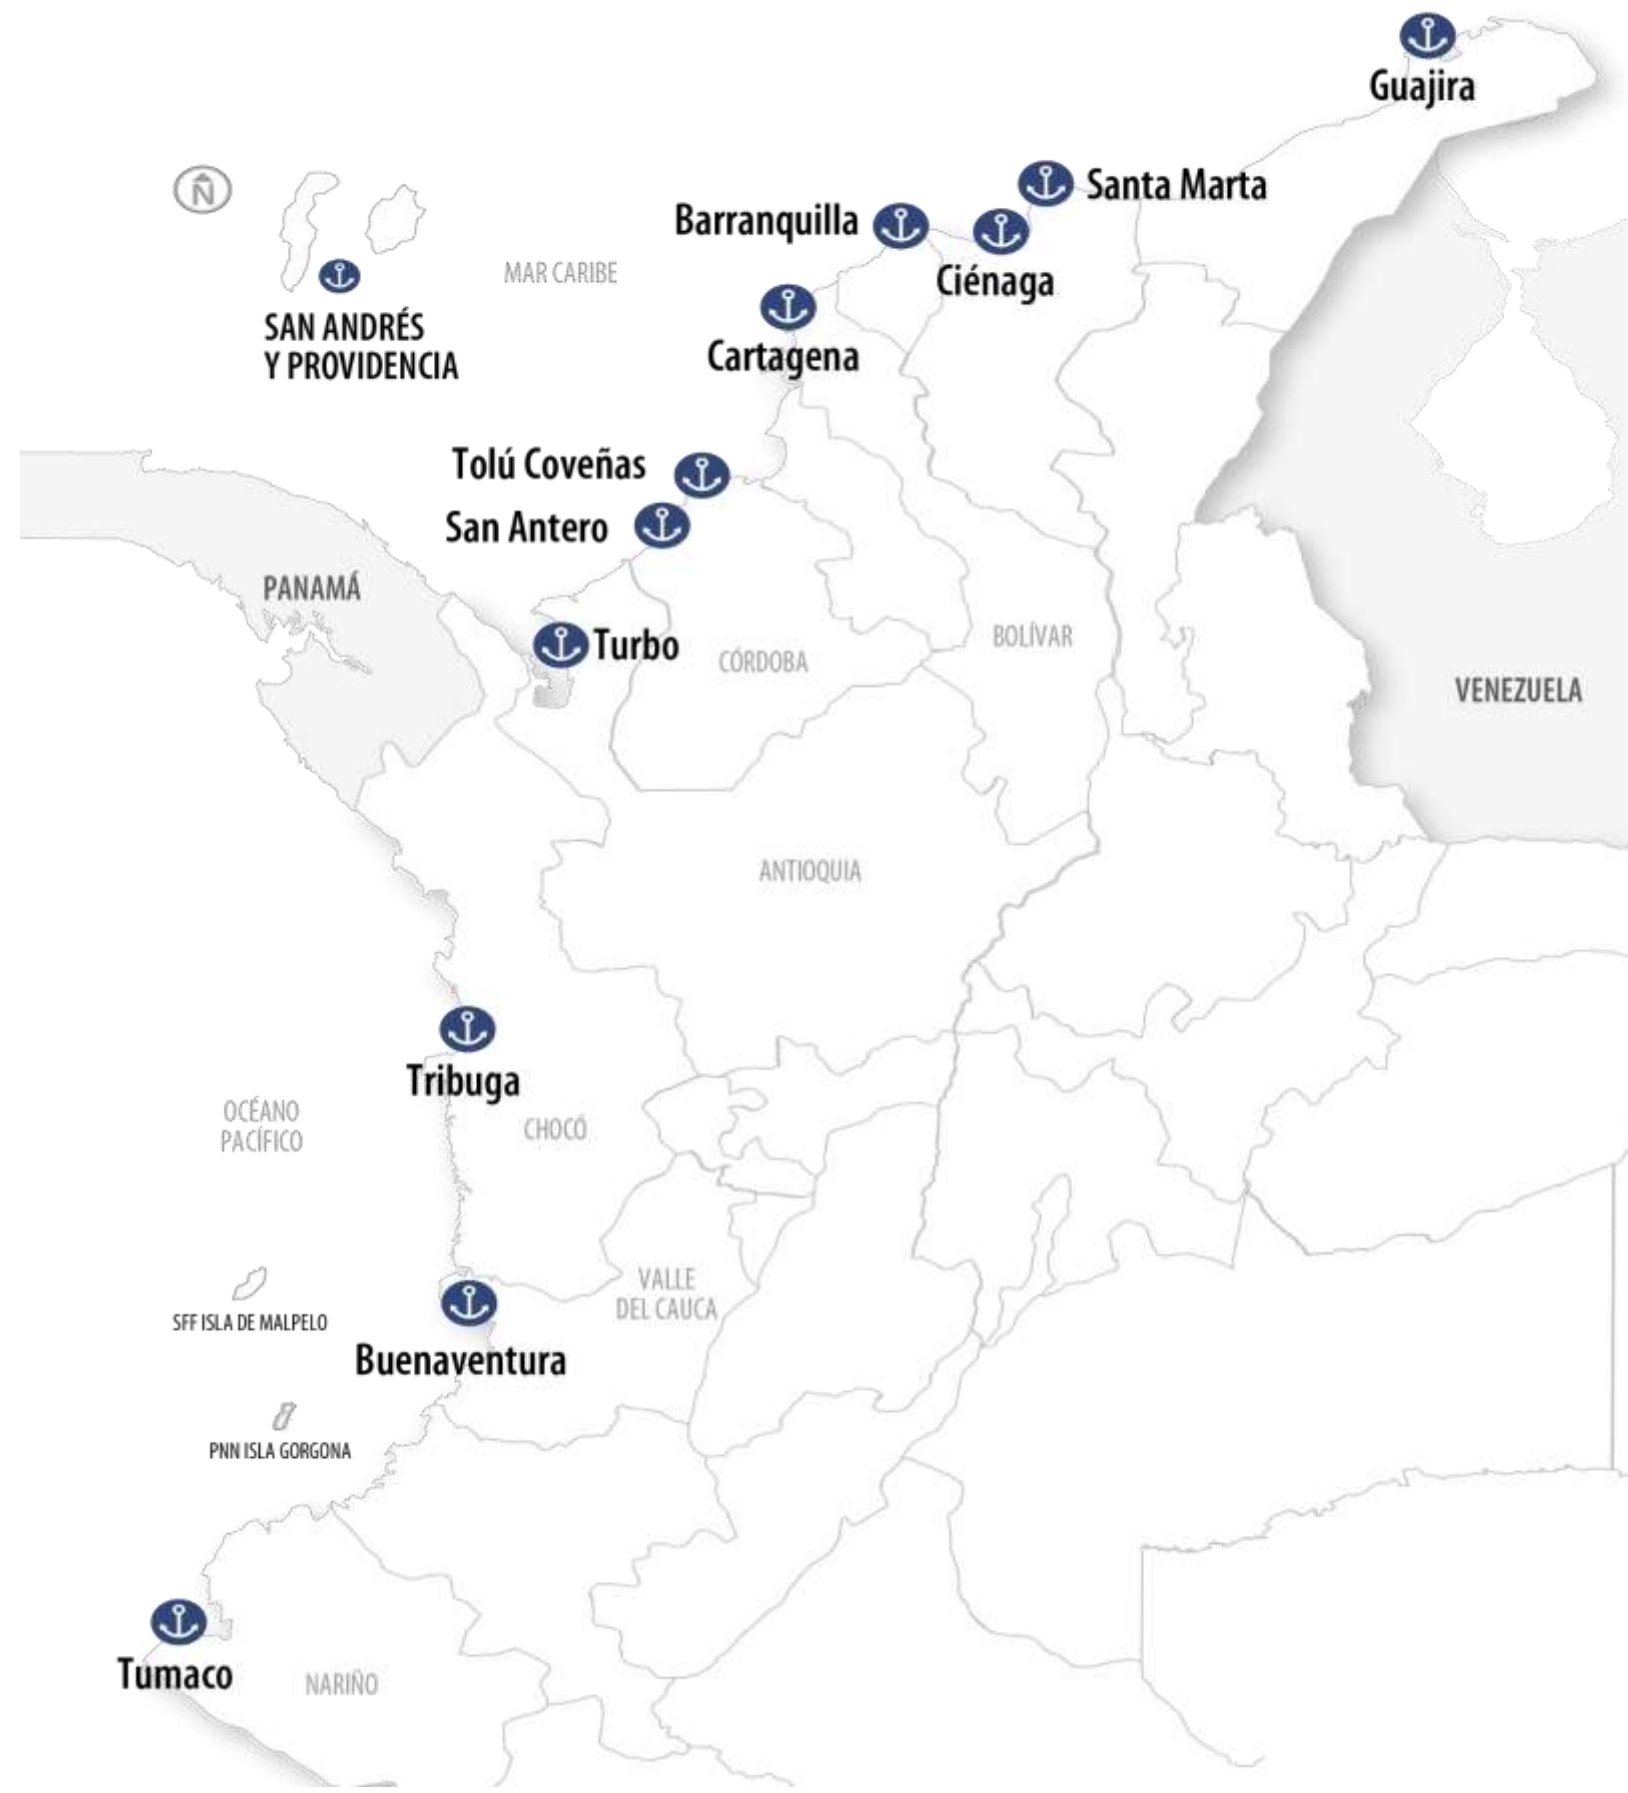 Guajira
Santa Marta
Ñ
Barranquilla
MAR CARIBE
Ciénaga
SAN ANDRÉS
Y PROVIDENCIA
Cartagena
Tolú Coveñas
San Antero
PANAMÁ
Turbo
CÓRDOBA
BOLÍVAR
VENEZUELA
ANTIOQUIA
Tribuga
OCÉANO
PACÍFICO
CHOCÓ
VALLE
DEL CAUCA
SFF ISLA DE MALPELO
Buenaventura
PNN ISLA GORGONA
Tumaco
NARIÑO